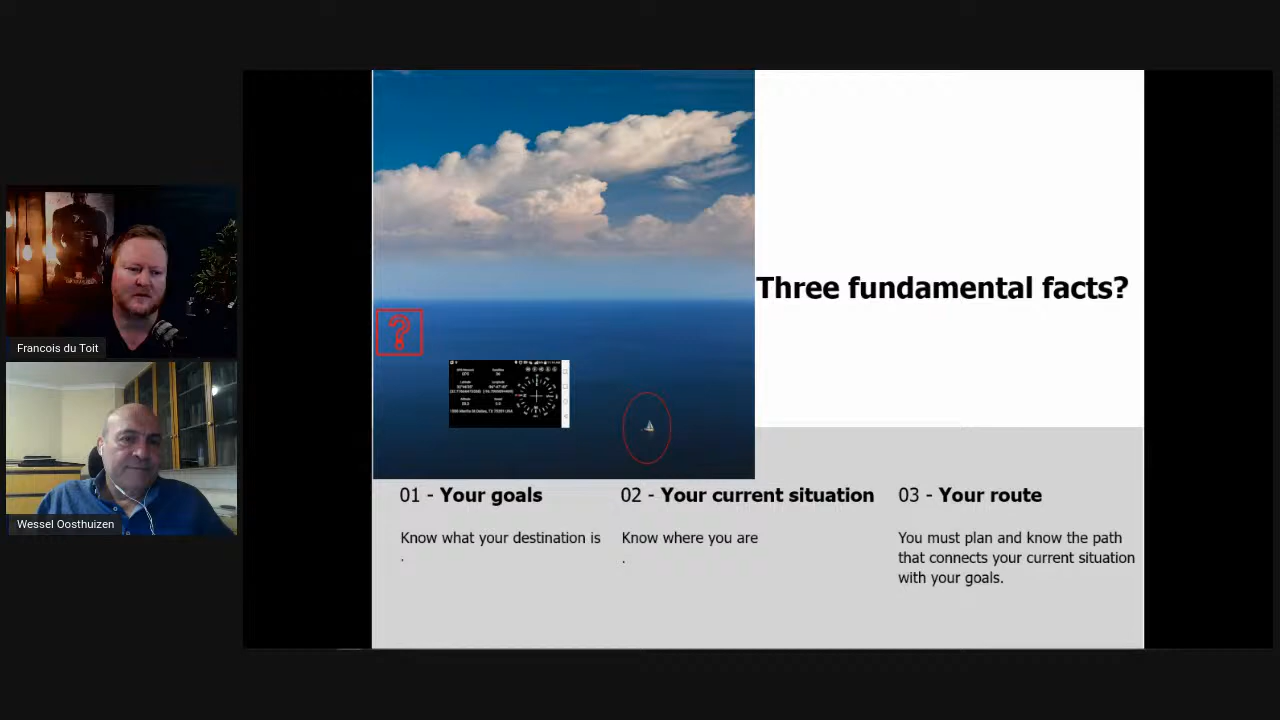 Francois du Toit
Wessel Oosthuizen
?
Three fundamental facts?
01 - Your goals
Know what your destination is
.
02 - Your current situation
Know where you are
.
03 - Your route
You must plan and know the path
that connects your current situation
with your goals.